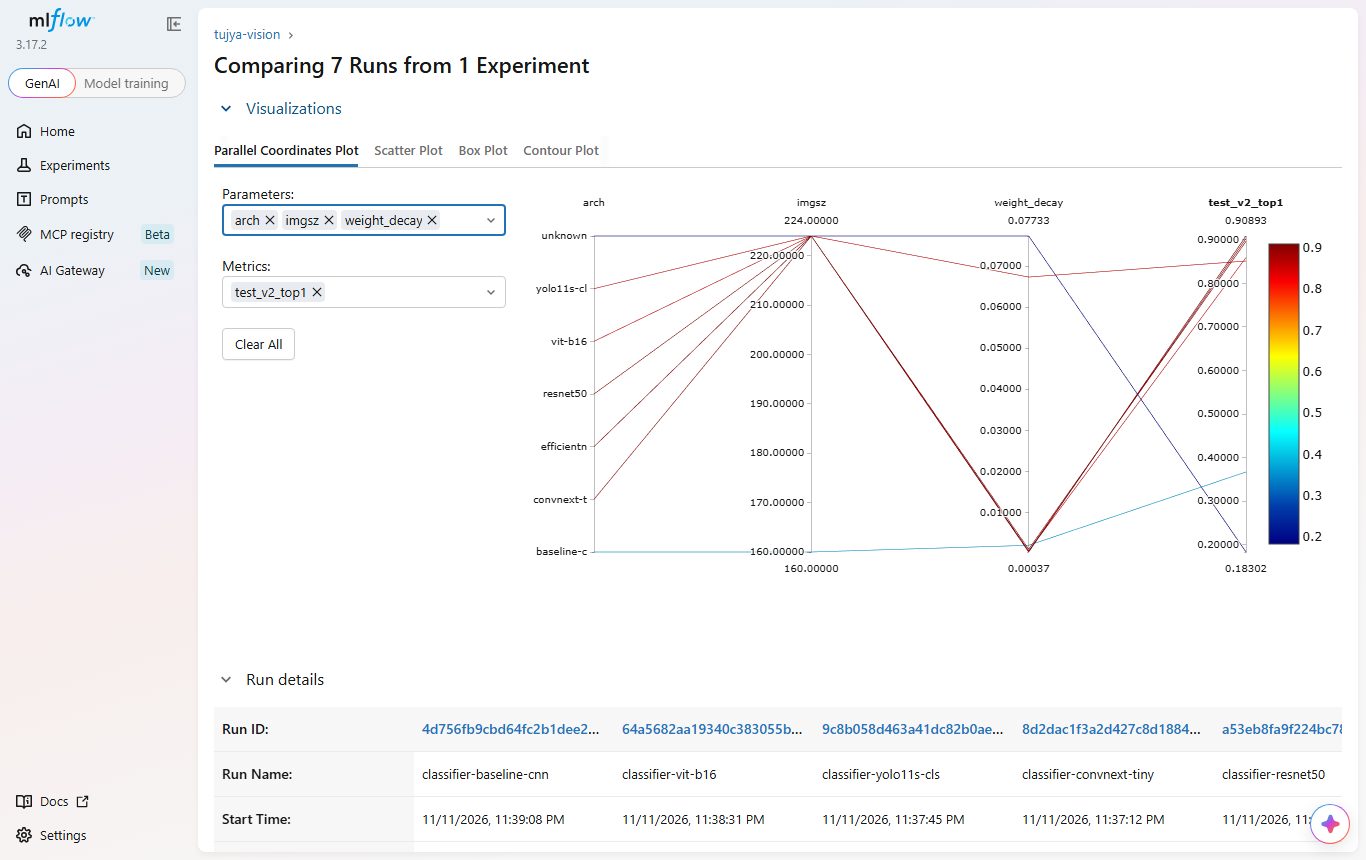 mlflow
3.17.2
GenAI Model training
Home
Experiments
Prompts
MCP registry Beta
AI Gateway New
Docs
Settings
tujya-vision
Comparing 7 Runs from 1 Experiment
Visualizations
Parallel Coordinates Plot Scatter Plot Box Plot Contour Plot
Parameters:
arch imgsz weight_decay
Metrics:
test_v2_top1
Clear All
arch imgsz weight_decay test_v2_top1
224.00000 0.07733 0.90893
unknown
yolo11s-cl
vit-b16
resnet50
efficientn
convnext-t
baseline-c
220.00000
210.00000
200.00000
190.00000
180.00000
170.00000
160.00000
160.00000
0.07000
0.06000
0.05000
0.04000
0.03000
0.02000
0.01000
0.00037
0.90000
0.80000
0.70000
0.60000
0.50000
0.40000
0.30000
0.20000
0.18302
0.9
0.8
0.7
0.6
0.5
0.4
0.3
0.2
Run details
Run ID: 4d756fb9cbd64fc2b1dee2... 64a5682aa19340c383055b... 9c8b058d463a41dc82b0ae... 8d2dac1f3a2d427c8d1884... a53eb8fa9f224bc78
Run Name: classifier-baseline-cnn classifier-vit-b16 classifier-yolo11s-cls classifier-convnext-tiny classifier-resnet50
Start Time: 11/11/2026, 11:39:08 PM 11/11/2026, 11:38:31 PM 11/11/2026, 11:37:45 PM 11/11/2026, 11:37:12 PM 11/11/2026, 11: